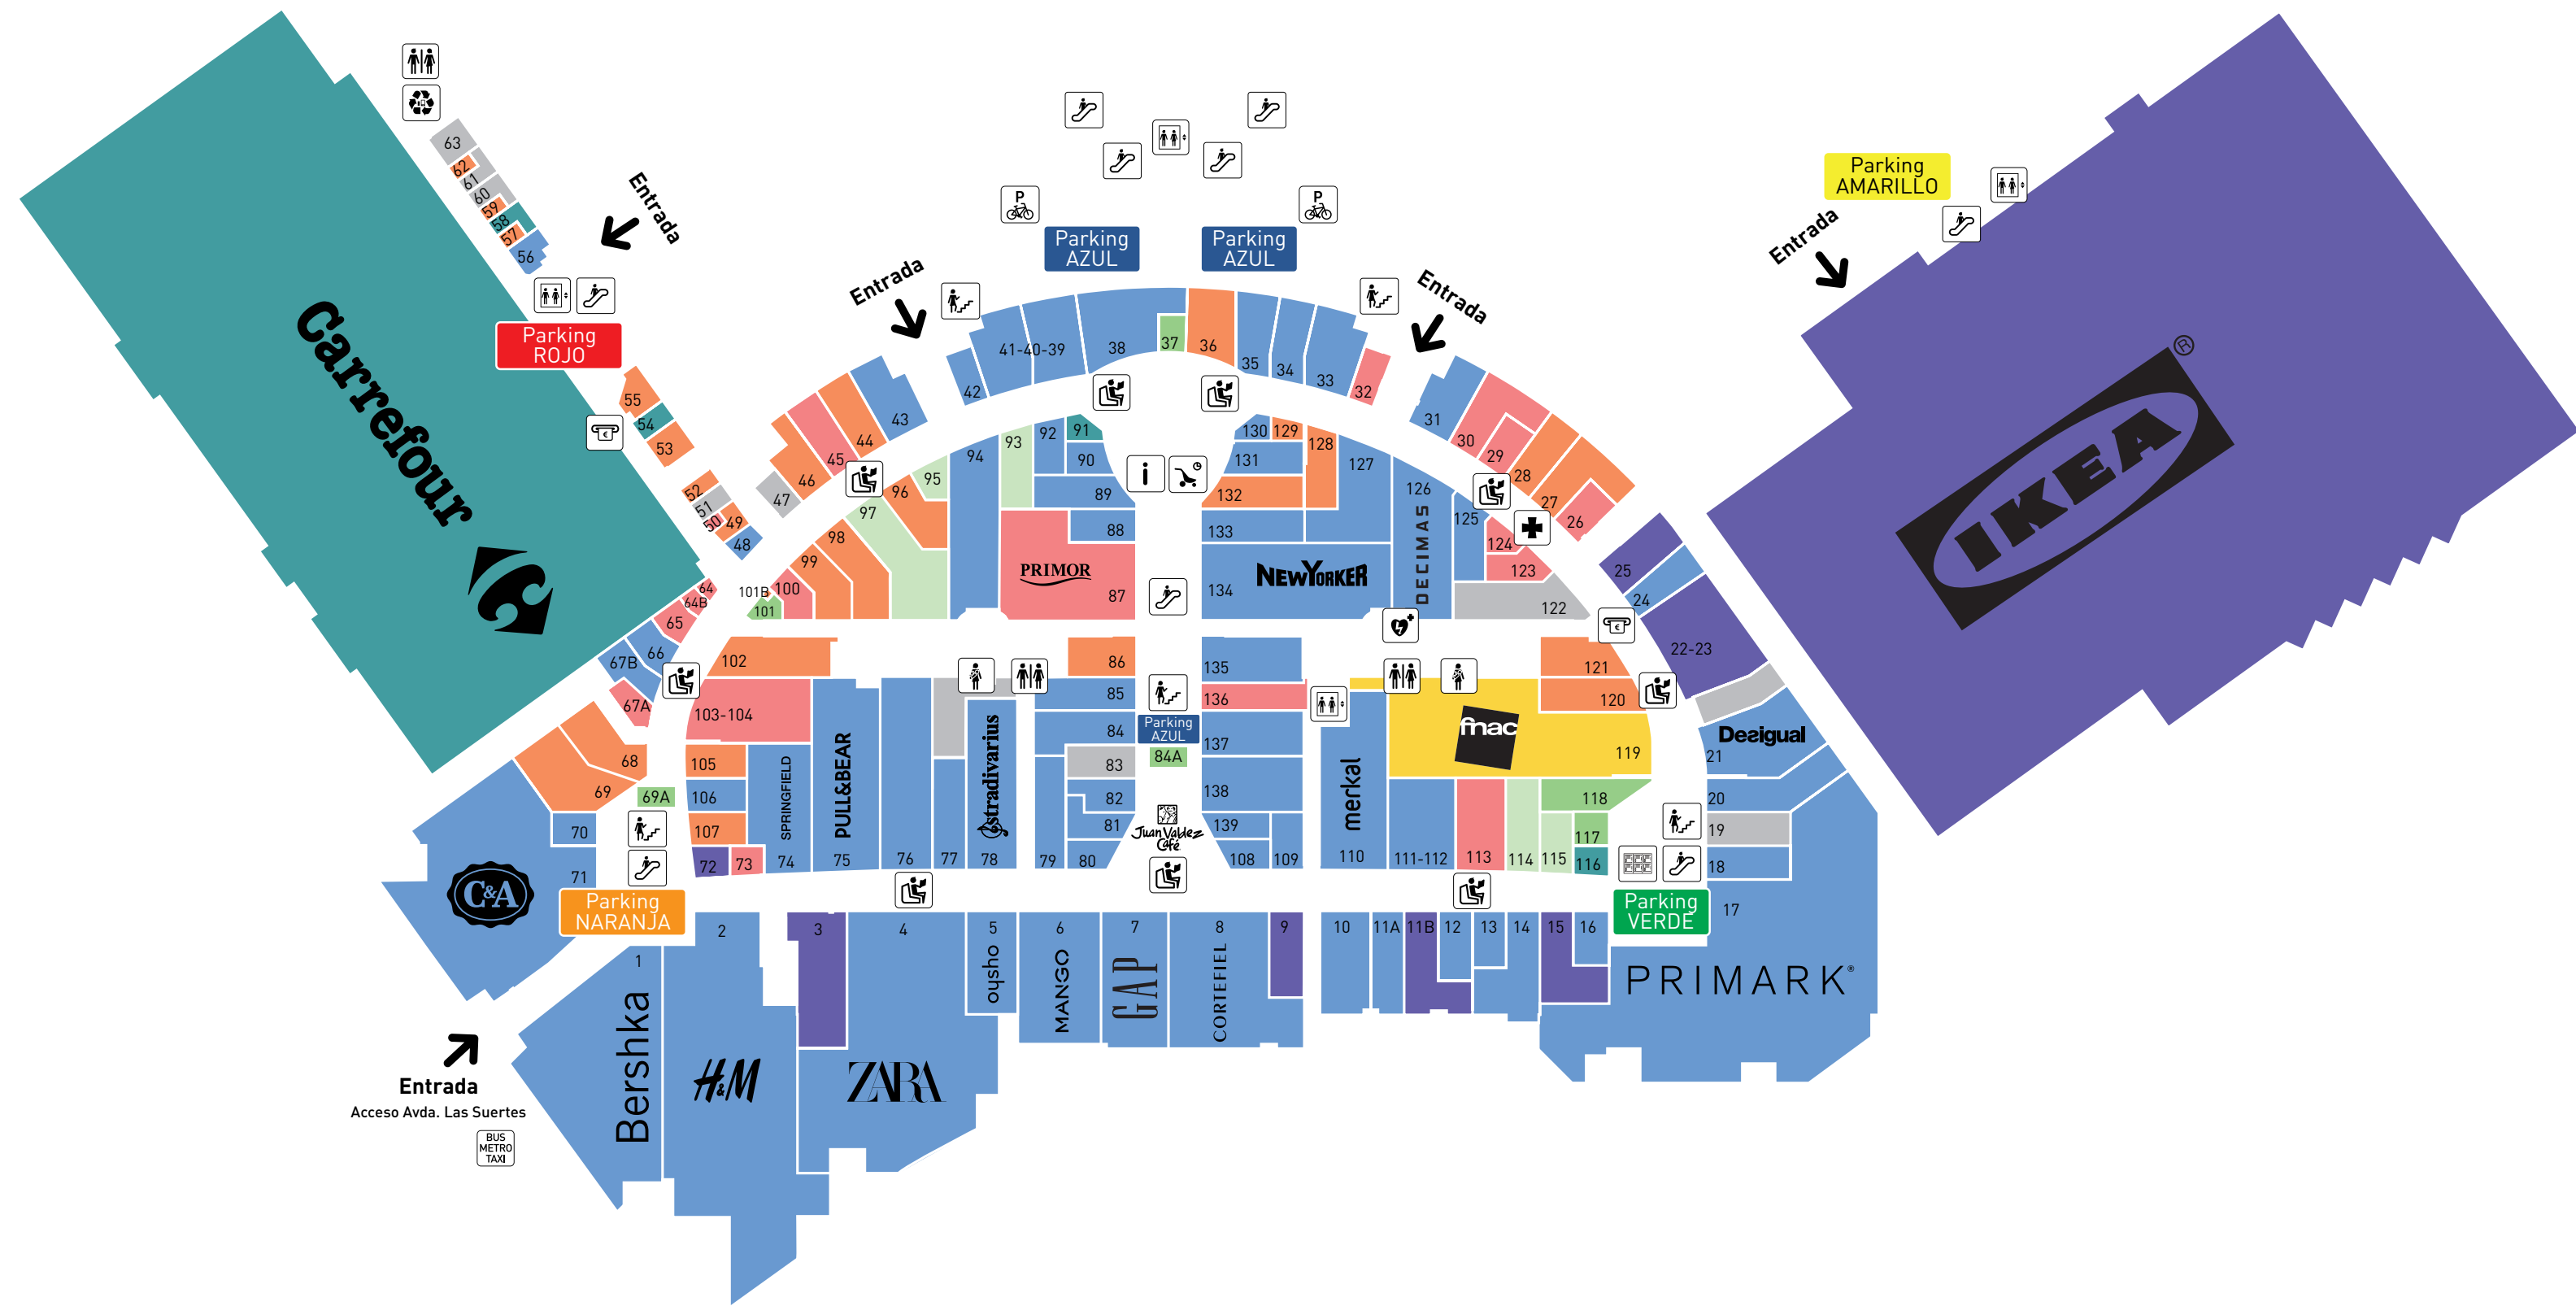 63
62
61
60
59
58
57
56
Entrada
Parking
ROJO
Carrefour
55
54
53
52
51
50
49
48
Entrada
P
P
Parking
AZUL
Parking
AZUL
Entrada
Parking
AMARILLO
Entrada
IKEA
®
47
46
45
44
43
42
41-40-39
38
37
36
35
34
33
32
31
30
29
28
27
26
25
24
22-23
64
64B
65
66
67B
67A
68
69
69A
70
71
C&A
101B
101
100
99
98
97
96
95
94
93
92
91
90
89
88
PRIMOR
87
i
130
129
128
131
132
133
127
NEWYORKER
134
126
DECIMAS
125
124
123
122
102
103-104
105
106
107
72
73
SPRINGFIELD
74
PULL&BEAR
75
76
77
stradivarius
78
79
80
81
82
83
84
85
86
Parking
AZUL
84A
Juan Valdez
Café
135
136
137
138
139
108
109
merkal
110
fnac
119
120
121
111-112
113
114
115
116
117
118
Desigual
21
20
19
18
17
PRIMARK®
Parking
VERDE
Parking
NARANJA
1
Bershka
2
H&M
3
4
ZARA
5
oysho
6
MANGO
7
GAP
8
CORTEFIEL
9
10
11A
11B
12
13
14
15
16
Entrada
Acceso Avda. Las Suertes
BUS
METRO
TAXI